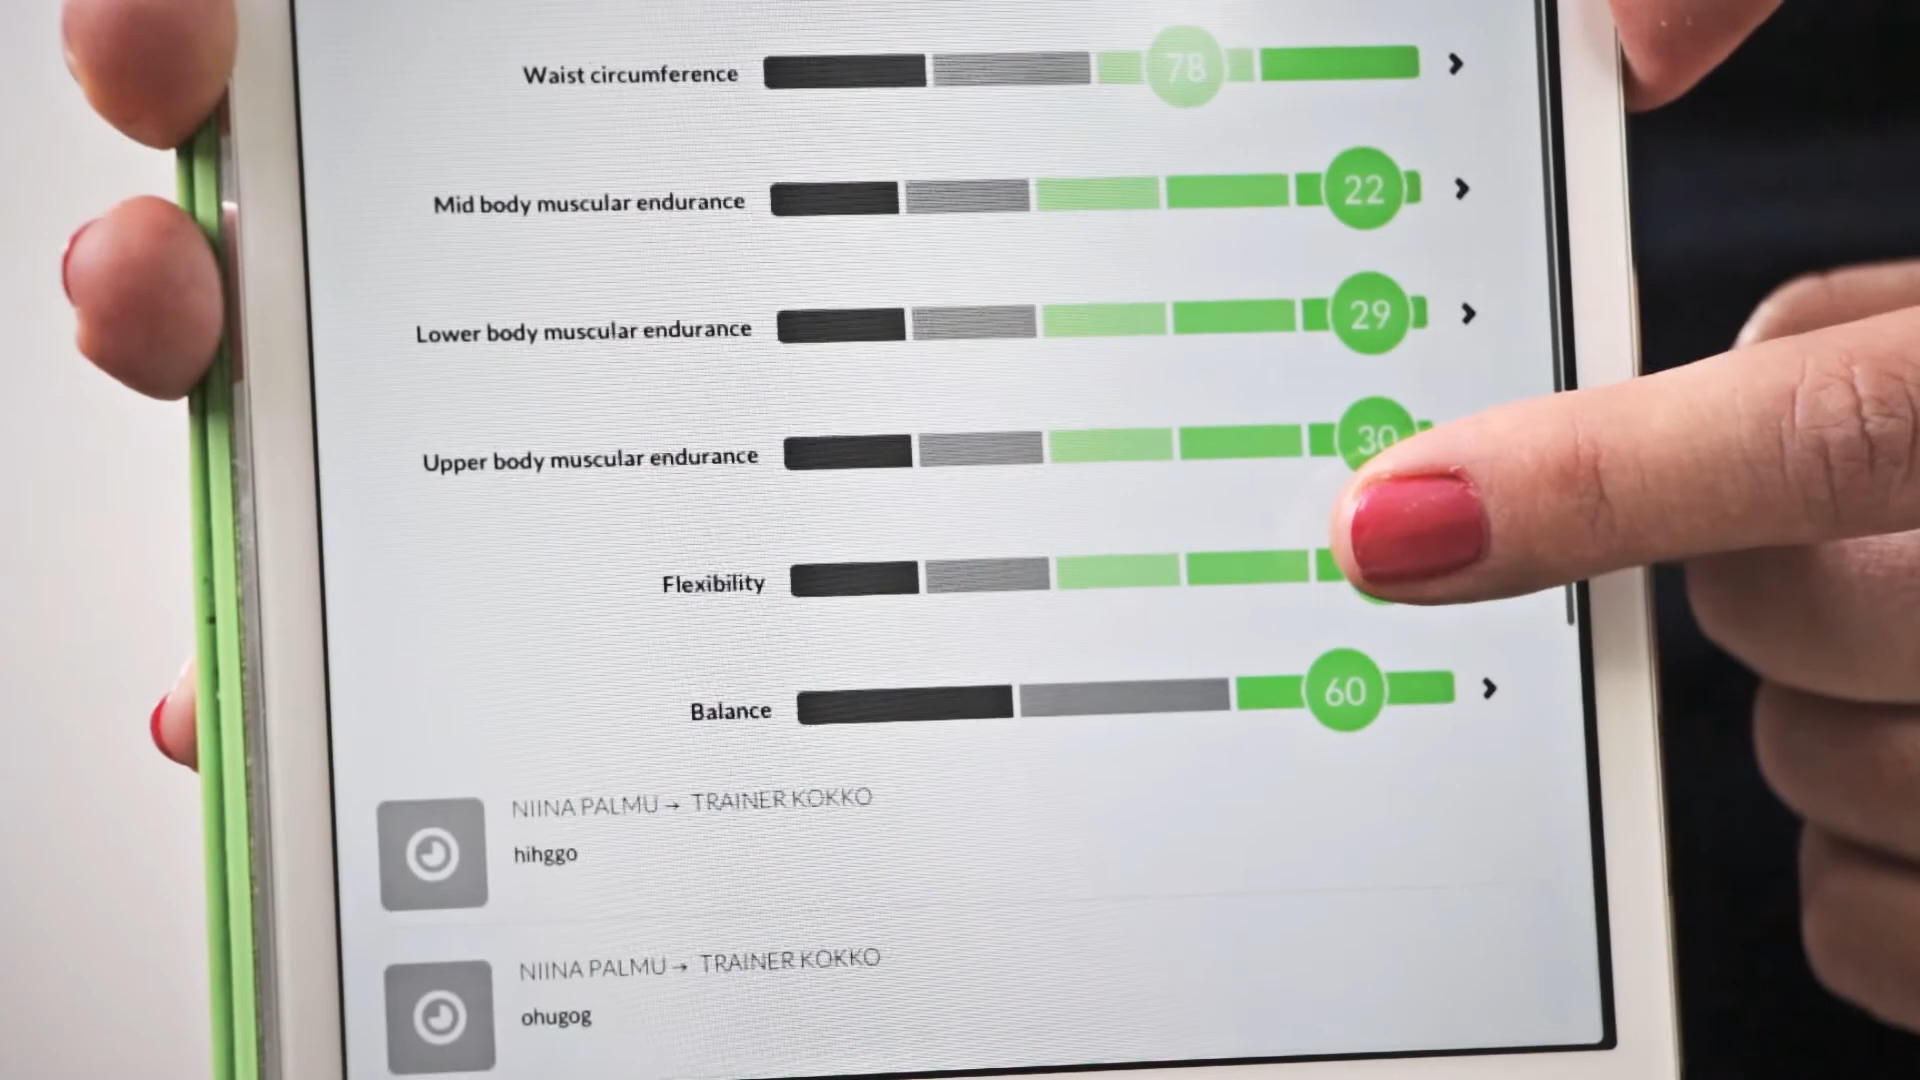 Waist circumference 78
Mid body muscular endurance 22
Lower body muscular endurance 29
Upper body muscular endurance 30
Flexibility
Balance 60
NIINA PALMU → TRAINER KOKKO
hihggo
NIINA PALMU → TRAINER KOKKO
ohugog